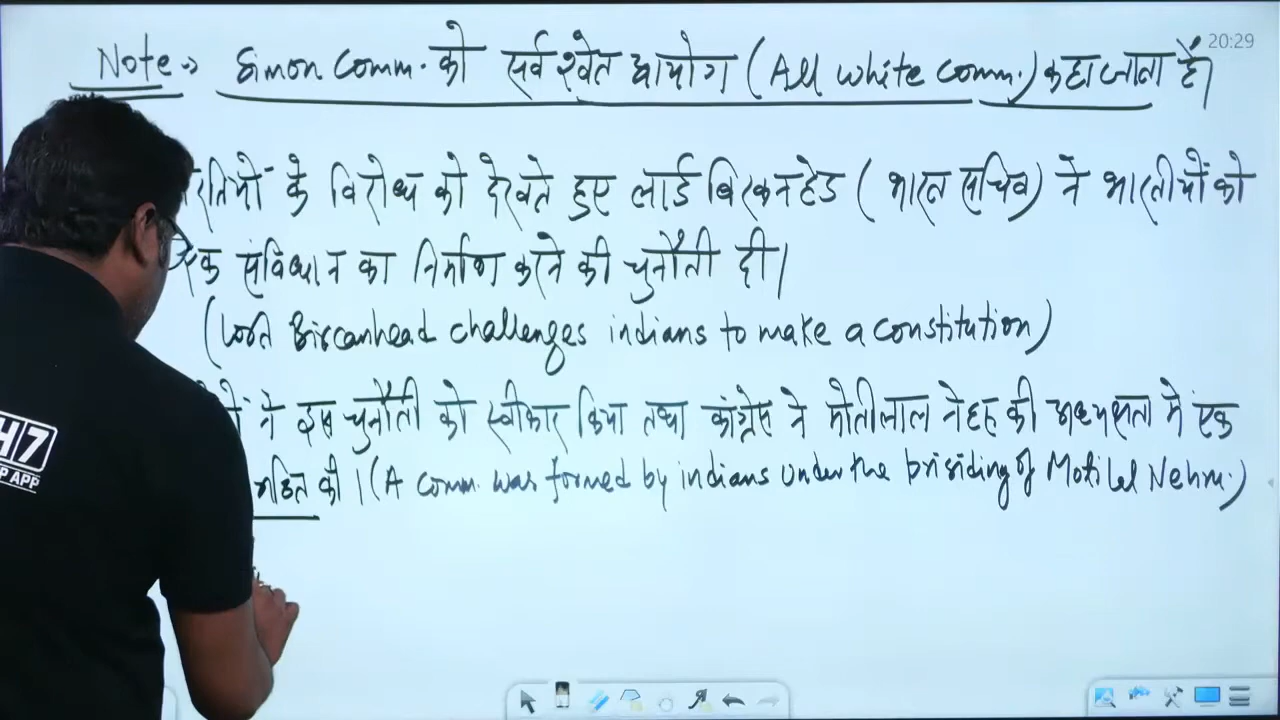 Note:→ Simon Comm. को सर्व श्वेत आयोग (All white comm.) कहा जाता है।
20:29
के विरोध को देखते हुए लार्ड बिरकनहेड (भारत सचिव) ने भारतीयों को
एक संविधान का निर्माण करने की चुनौती दी।
(Lord Bircanhead challenges indians to make a constitution)
ने इस चुनौती को स्वीकार किया तथा कांग्रेस ने मोतीलाल नेहरू की अध्यक्षता में एक
गठित की। (A comm. was formed by indians under the prisiding of Motilal Nehru.)
H7
P APP